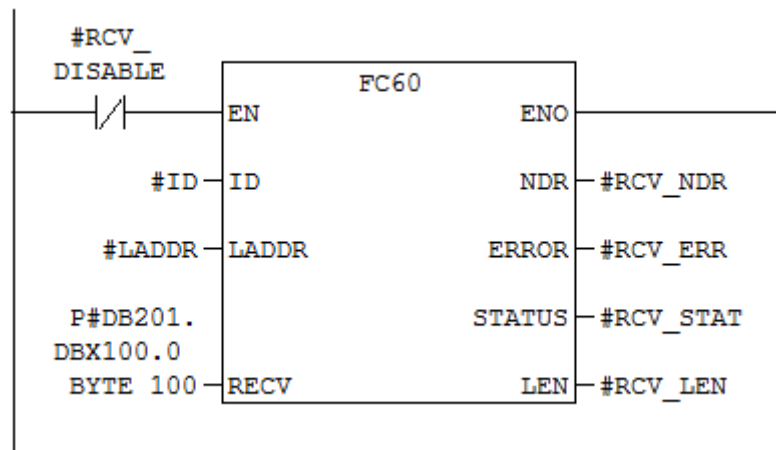 #RCV_
DISABLE
FC60
EN ENO
#ID ID NDR #RCV_NDR
#LADDR LADDR ERROR #RCV_ERR
P#DB201. STATUS #RCV_STAT
DBX100.0
BYTE 100 RECV LEN #RCV_LEN